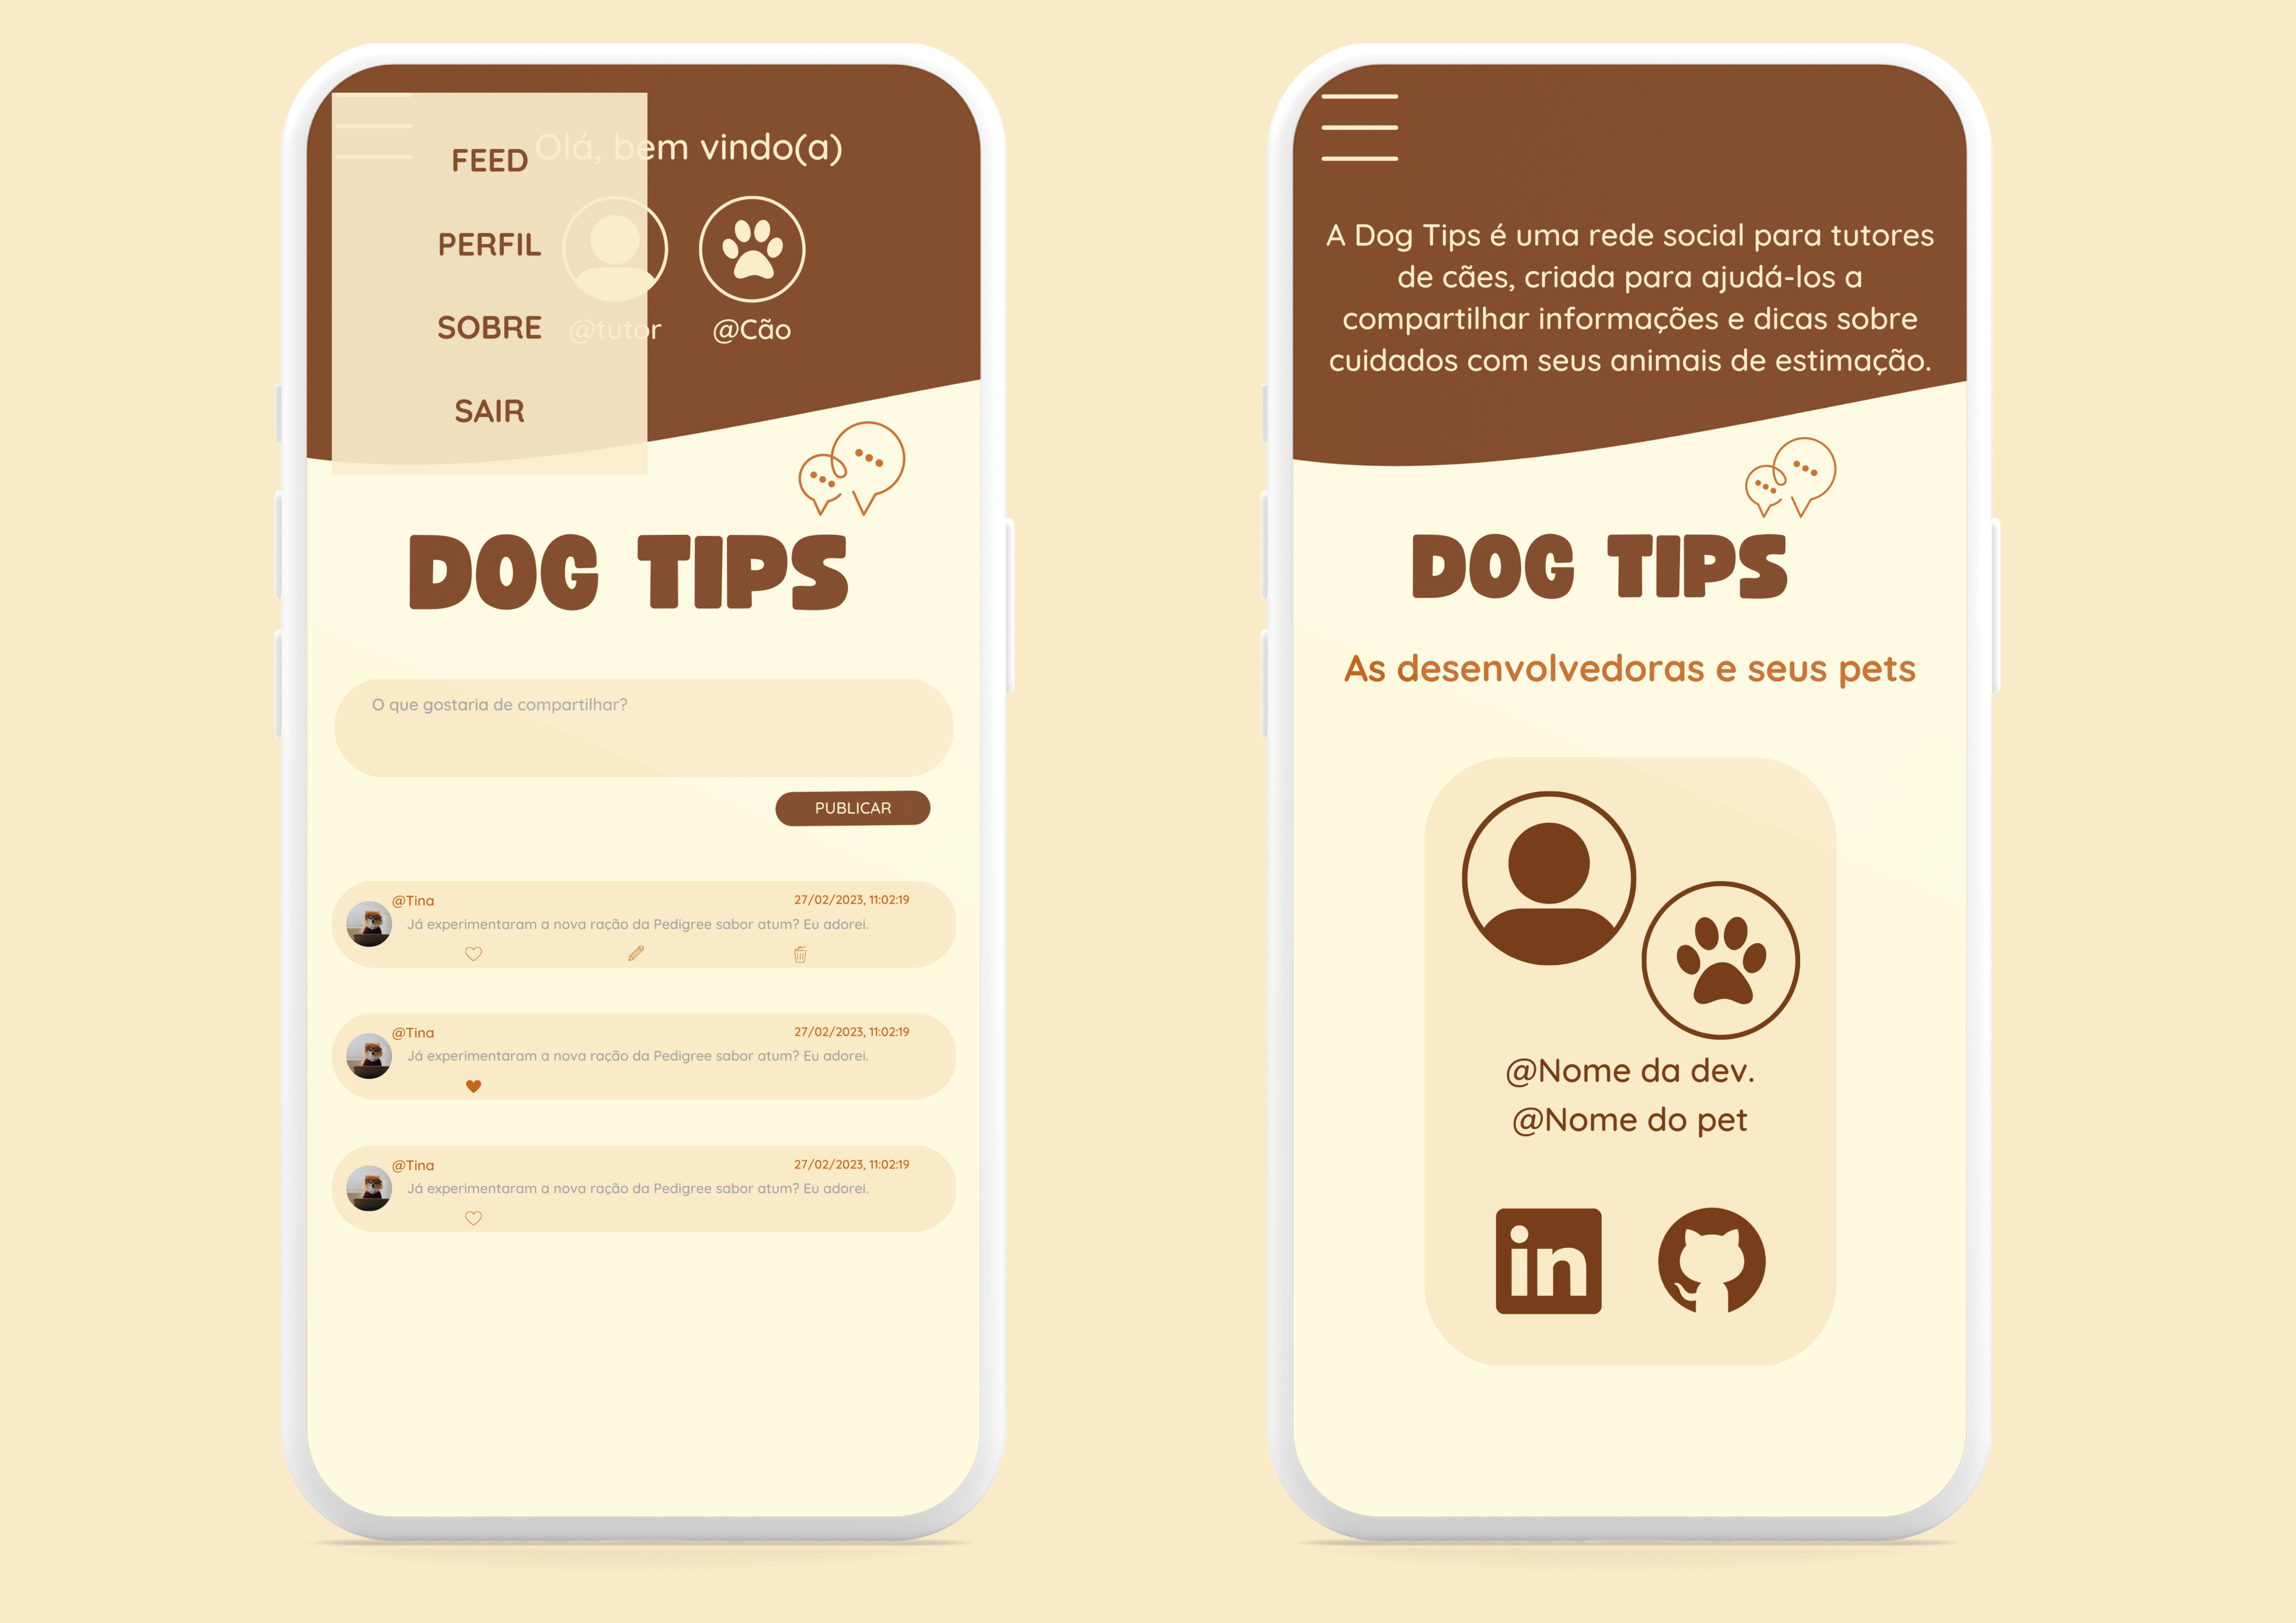 Olá, bem vindo(a)
FEED
PERFIL
SOBRE
SAIR
@tutor
@Cão
DOG TIPS
O que gostaria de compartilhar?
PUBLICAR
@Tina
27/02/2023, 11:02:19
Já experimentaram a nova ração da Pedigree sabor atum? Eu adorei.
@Tina
27/02/2023, 11:02:19
Já experimentaram a nova ração da Pedigree sabor atum? Eu adorei.
@Tina
27/02/2023, 11:02:19
Já experimentaram a nova ração da Pedigree sabor atum? Eu adorei.
A Dog Tips é uma rede social para tutores
de cães, criada para ajudá-los a
compartilhar informações e dicas sobre
cuidados com seus animais de estimação.
DOG TIPS
As desenvolvedoras e seus pets
@Nome da dev.
@Nome do pet
in